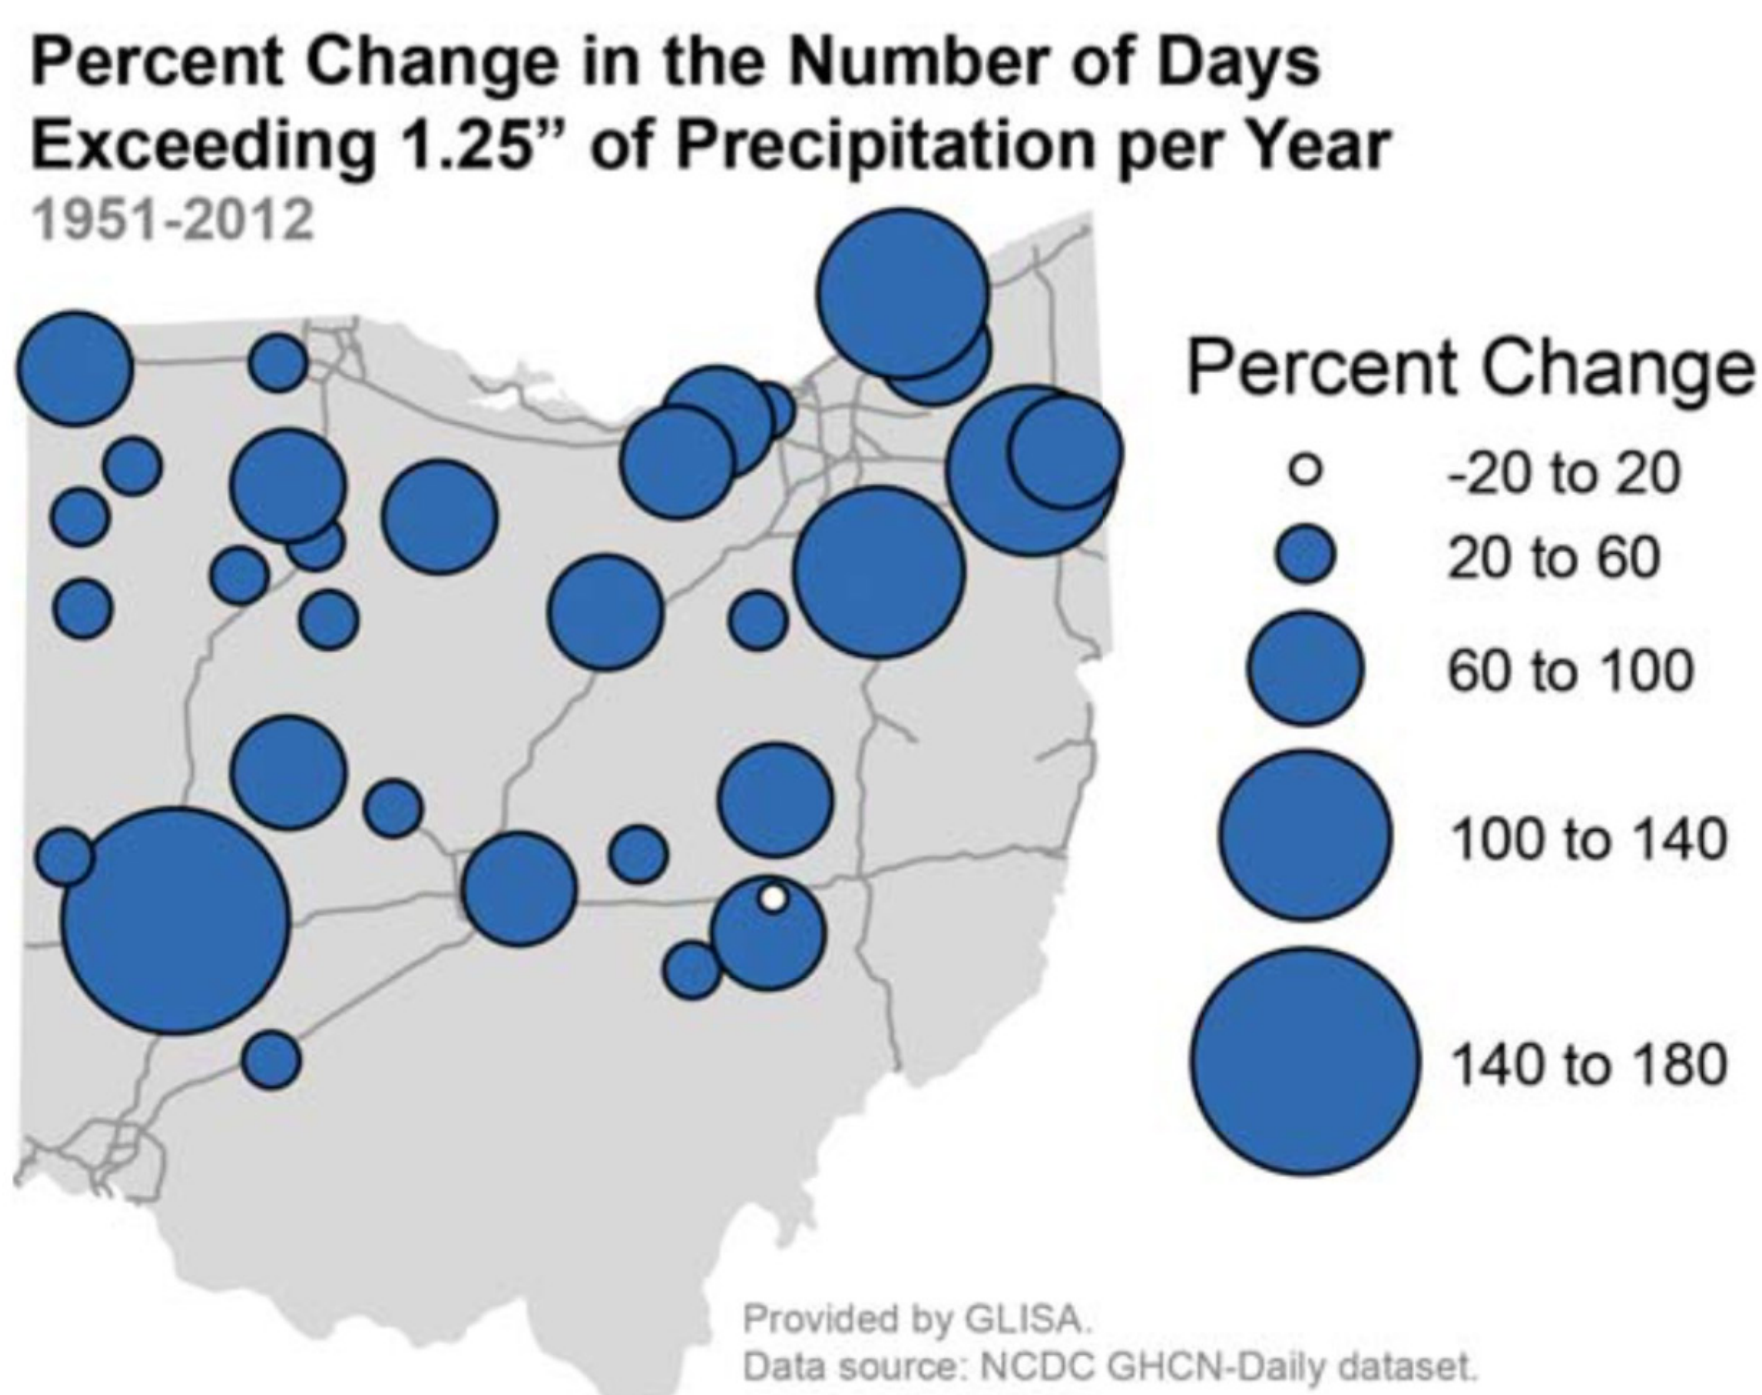 Percent Change in the Number of Days
Exceeding 1.25” of Precipitation per Year
1951-2012
Percent Change
-20 to 20
20 to 60
60 to 100
100 to 140
140 to 180
Provided by GLISA.
Data source: NCDC GHCN-Daily dataset.